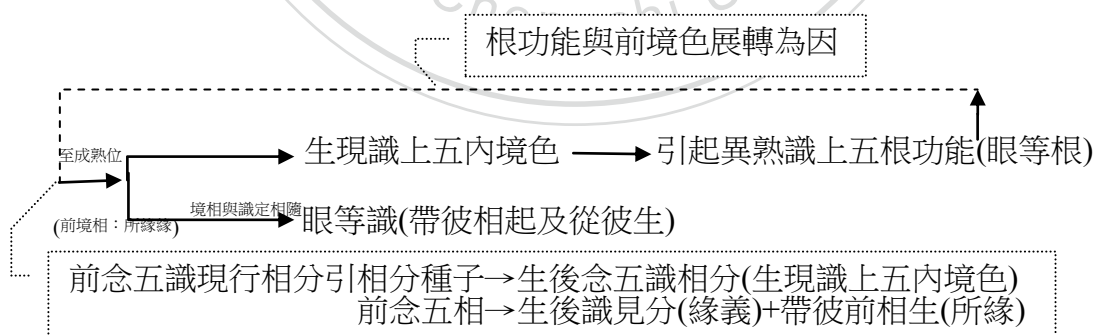 Chengchi U
根功能與前境色展轉為因
至成熟位
生現識上五內境色
引起異熟識上五根功能(眼等根)
境相與識定相隨
(前境相：所緣緣)
眼等識(帶彼相起及從彼生)
前念五識現行相分引相分種子→生後念五識相分(生現識上五內境色)
前念五相→生後識見分(緣義)+帶彼前相生(所緣)